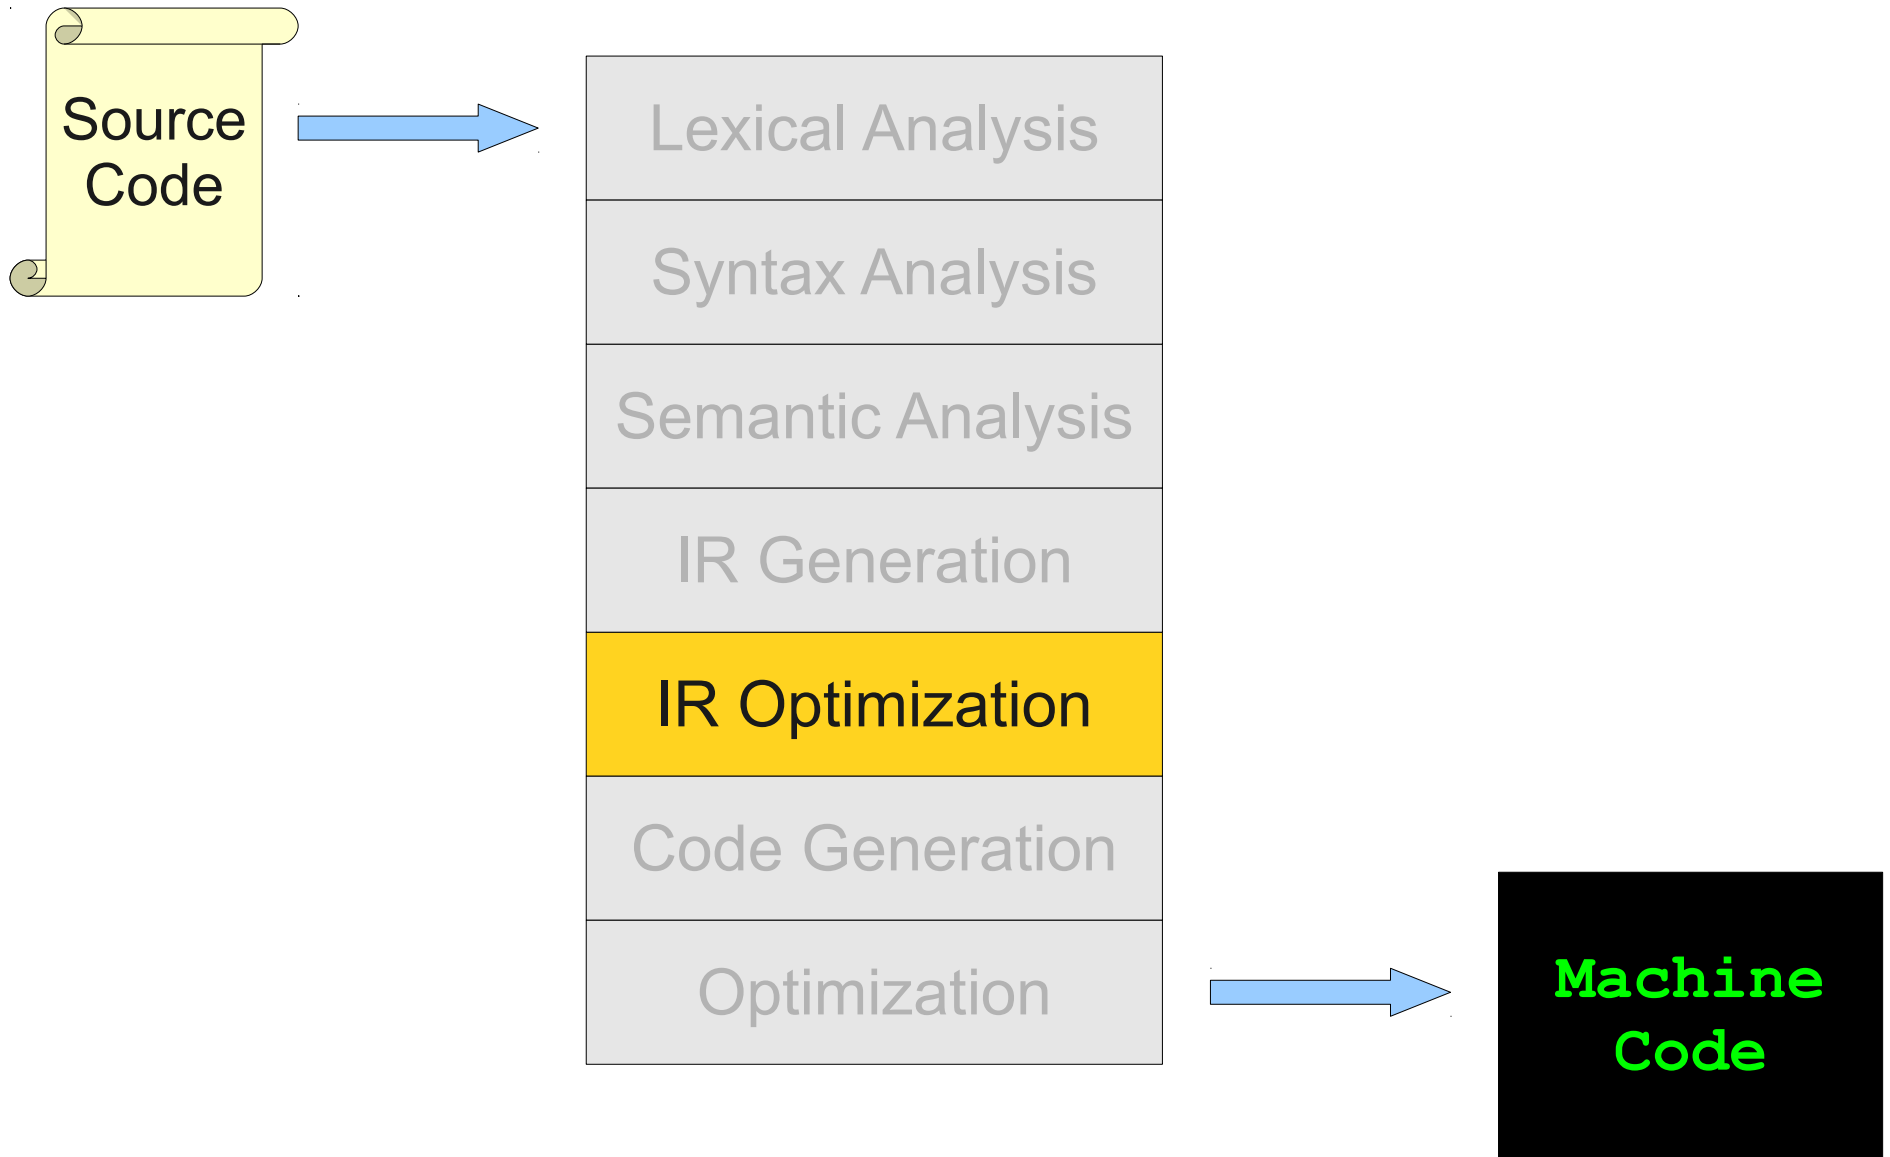 Source
Code
Lexical Analysis
Syntax Analysis
Semantic Analysis
IR Generation
IR Optimization
Code Generation
Optimization
Machine
Code